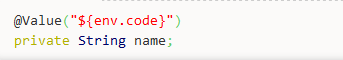 @Value("${env.code}")
private String name;